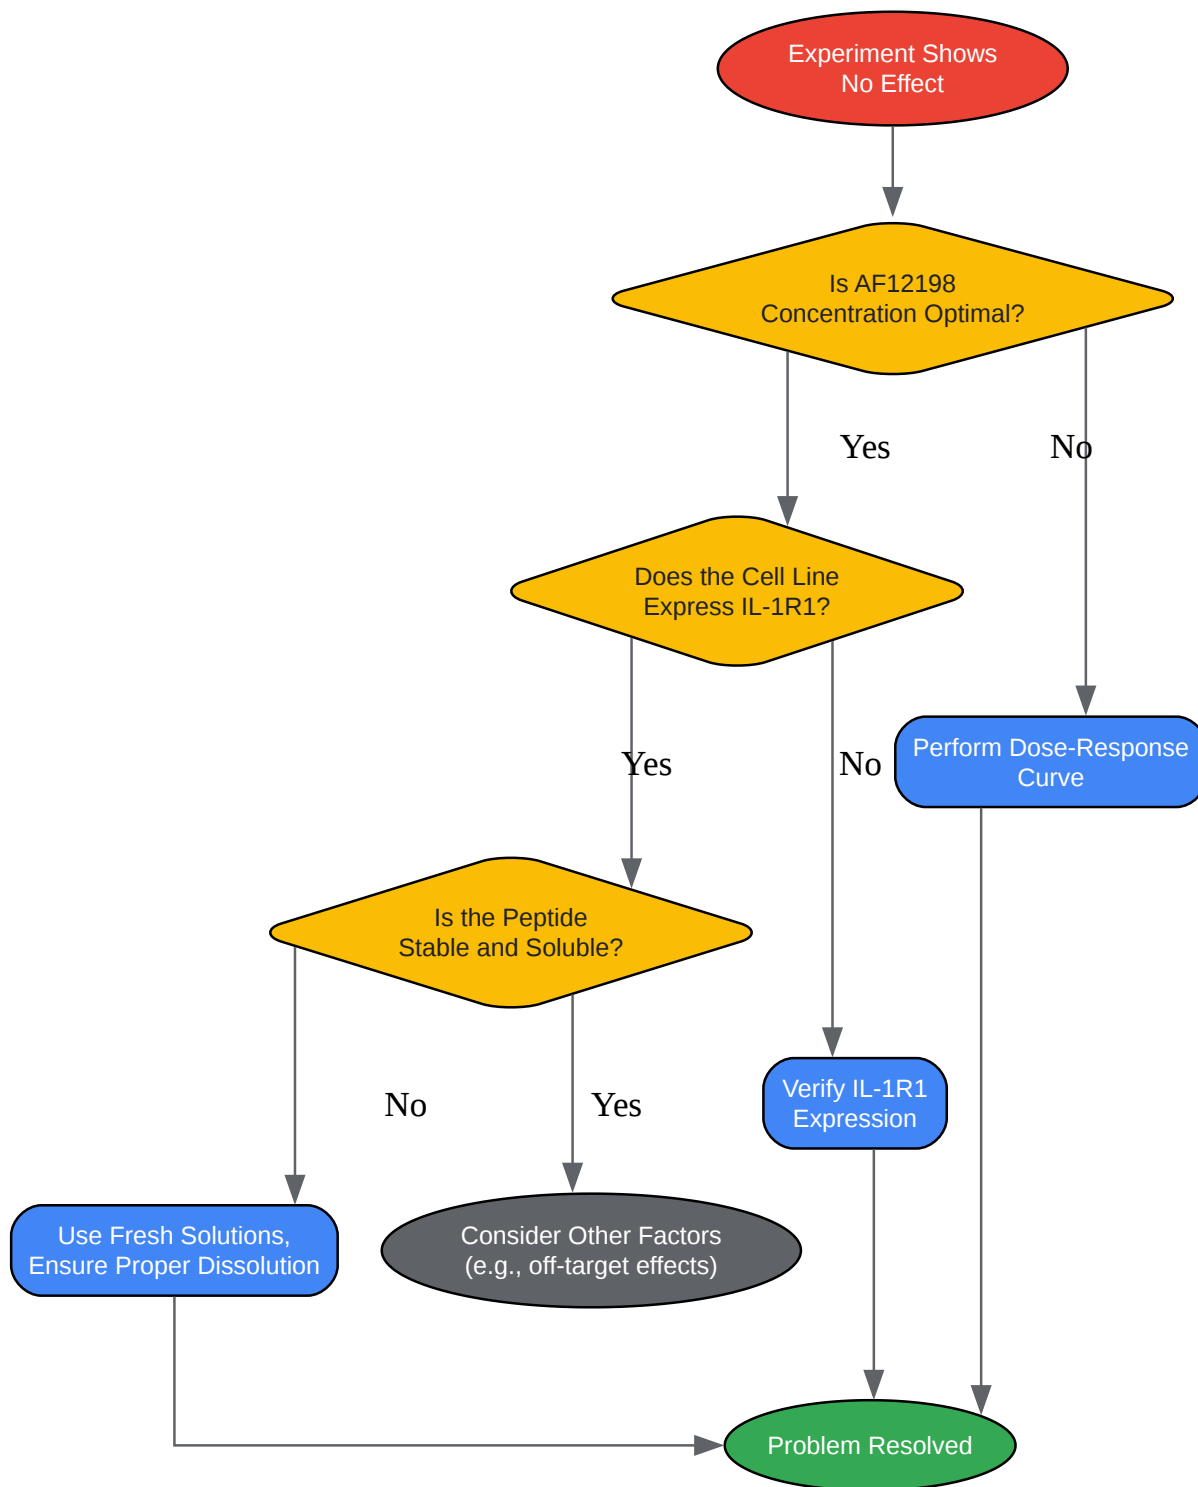 Experiment Shows
No Effect
Is AF12198
Concentration Optimal?
Yes
No
Does the Cell Line
Express IL-1R1?
Perform Dose-Response
Curve
Yes
No
Is the Peptide
Stable and Soluble?
Verify IL-1R1
Expression
No
Yes
Use Fresh Solutions,
Ensure Proper Dissolution
Consider Other Factors
(e.g., off-target effects)
Problem Resolved